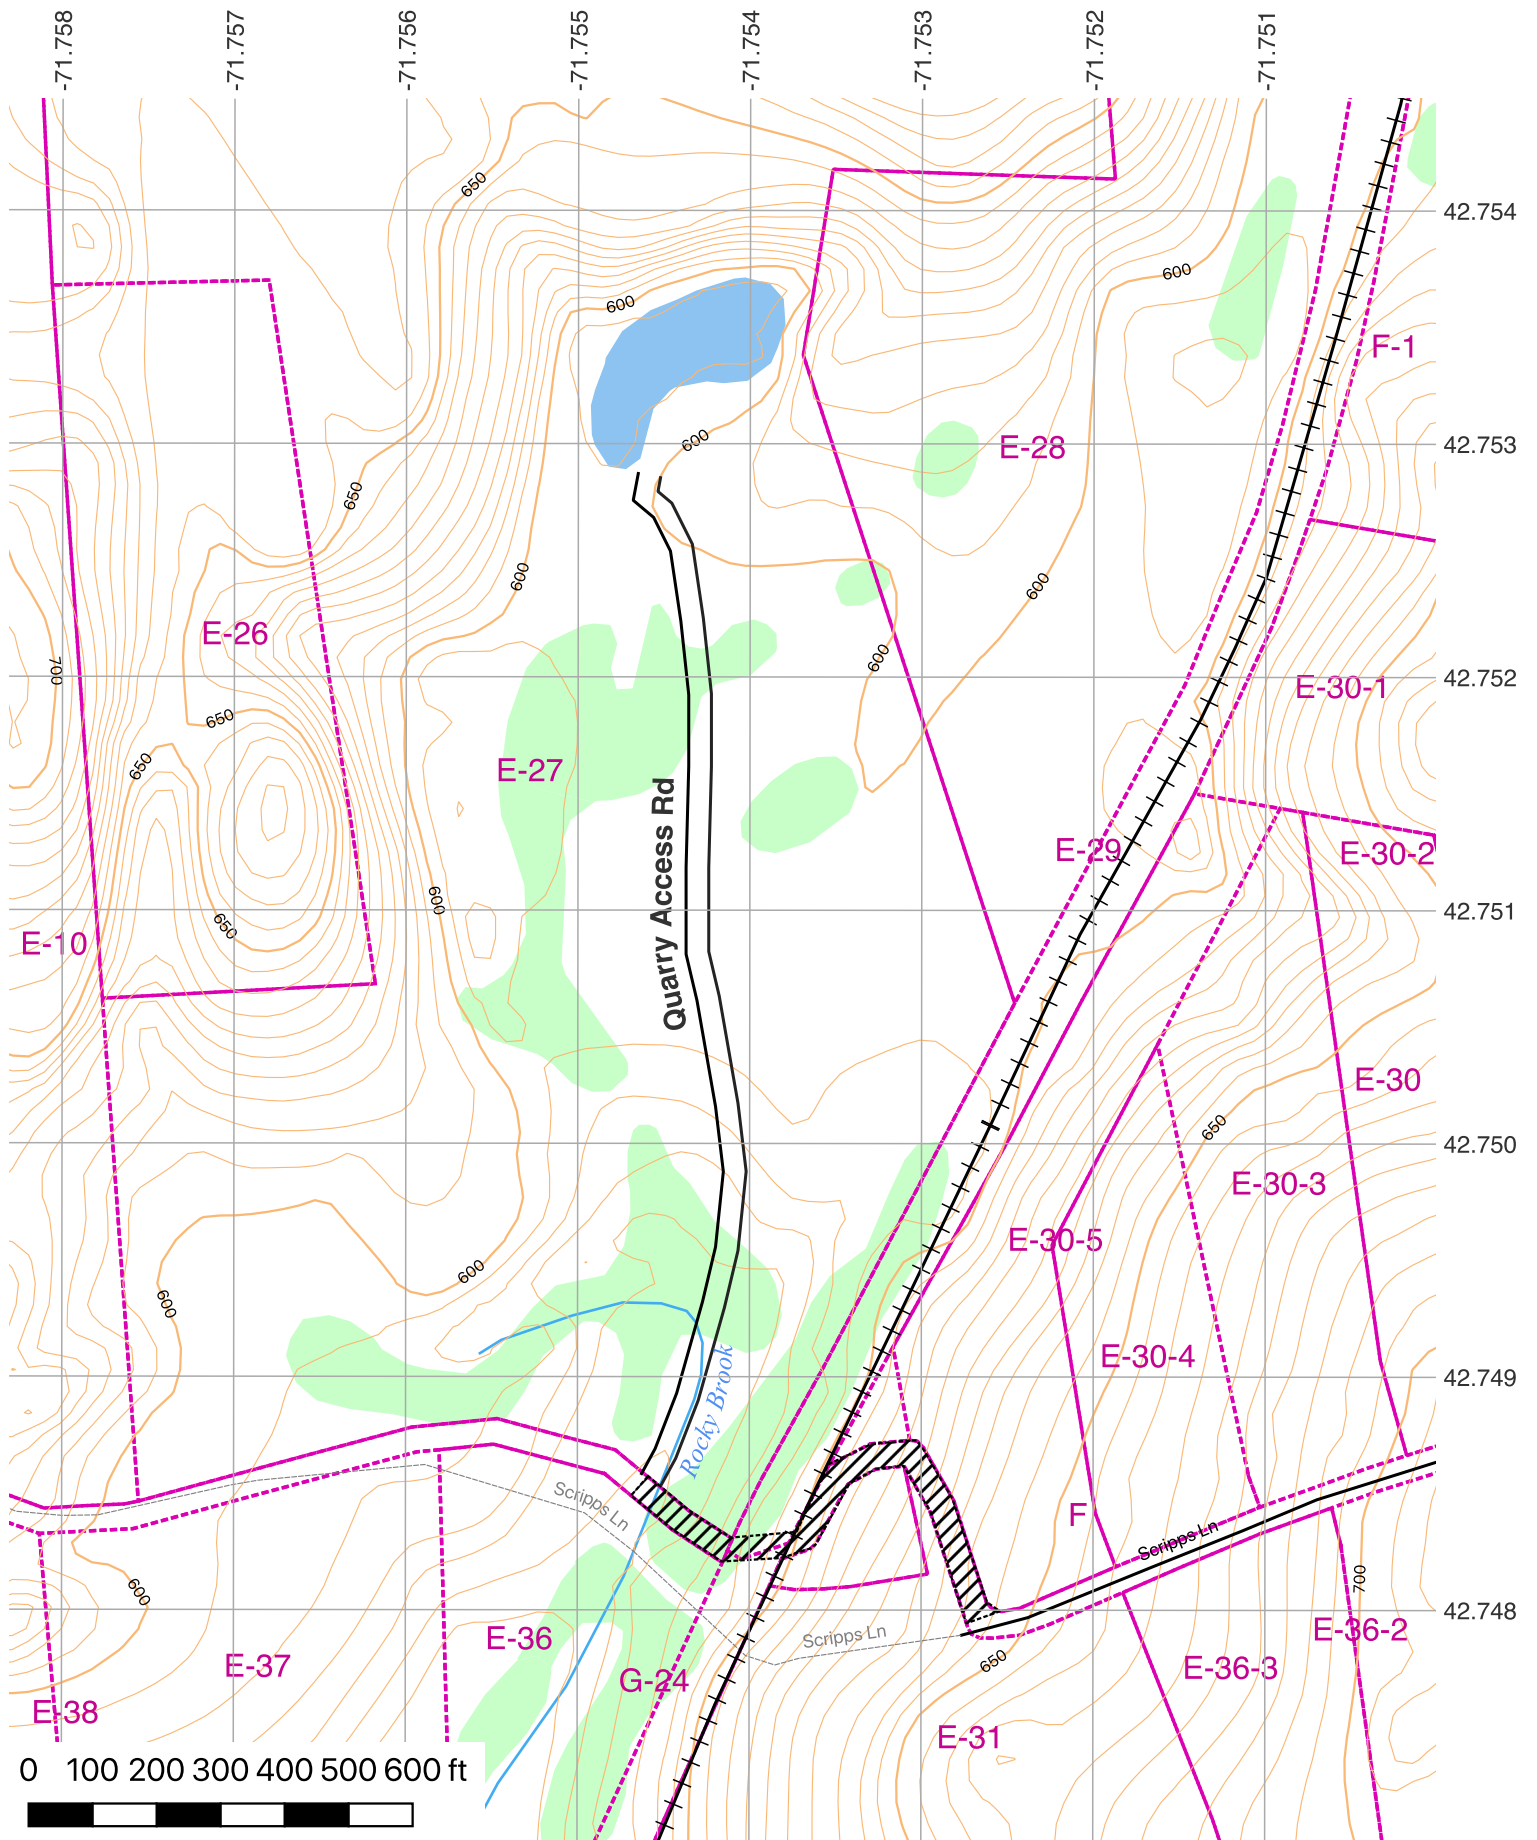 -71.758
-71.757
-71.756
-71.755
-71.754
-71.753
-71.752
-71.751
650
42.754
600
600
F-1
600
E-28
42.753
650
600
600
E-26
600
700
42.752
E-30-1
650
650
E-27
Quarry Access Rd
E-29
E-30-2
600
650
42.751
E-10
E-30
650
42.750
E-30-3
E-30-5
600
600
E-30-4
42.749
Rocky Brook
Scripps Ln
F
Scripps Ln
700
600
42.748
Scripps Ln
E-36
E-36-2
650
E-37
E-36-3
G-24
E-38
E-31
0 100 200 300 400 500 600 ft